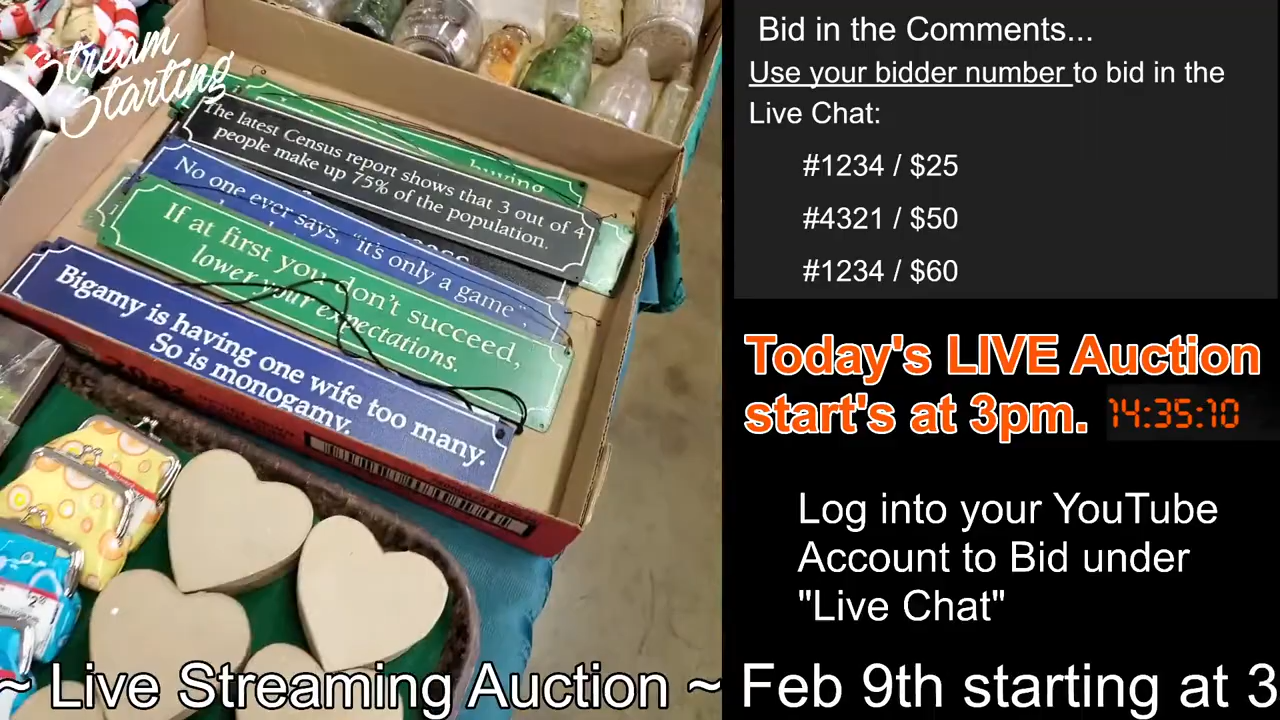 Stream
Starting
buying
The latest Census report shows that 3 out of 4
people make up 75% of the population.
No one ever says, "it's only a game",
If at first you don't succeed,
lower your expectations.
Bigamy is having one wife too many.
So is monogamy.
~ Live Streaming Auction ~
Bid in the Comments...
Use your bidder number to bid in the
Live Chat:
#1234 / $25
#4321 / $50
#1234 / $60
Today's LIVE Auction
start's at 3pm.
14:35:10
Log into your YouTube
Account to Bid under
"Live Chat"
Feb 9th starting at 3